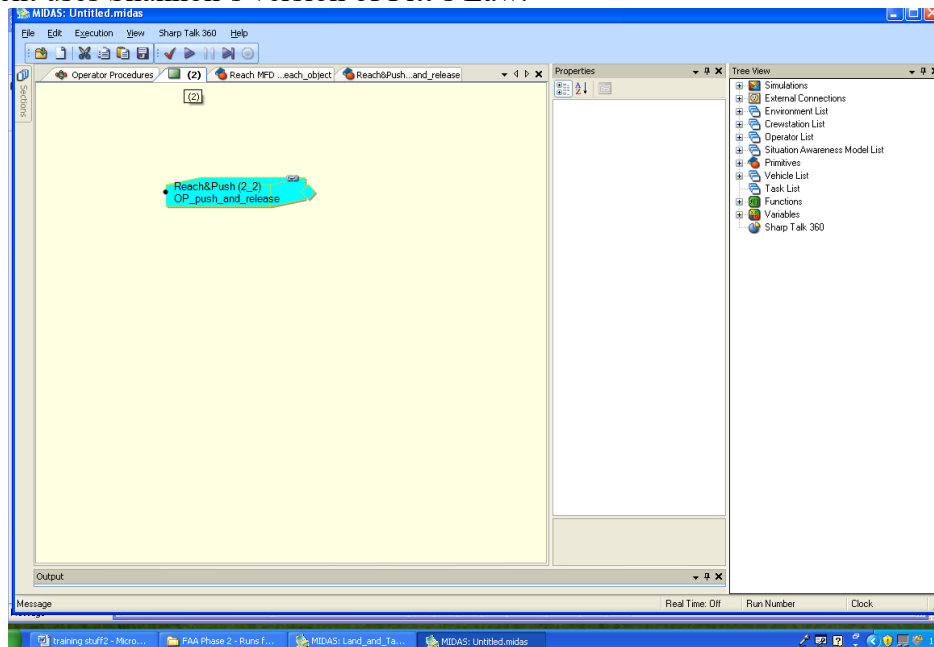 MIDAS: Untitled.midas
File Edit Execution View Sharp Talk 360 Help
Operator Procedures (2) Reach MFD ...each_object Reach&Push...and_release
Properties
Tree View
Sections
(2)
Reach&Push (2_2)
OP_push_and_release
Simulations
External Connections
Environment List
Crewstation List
Operator List
Situation Awareness Model List
Primitives
Vehicle List
Task List
Functions
Variables
Sharp Talk 360
Output
Message Real Time: Off Run Number Clock
training stuff2 - Micro... FAA Phase 2 - Runs f... MIDAS: Land_and_Ta... MIDAS: Untitled.midas